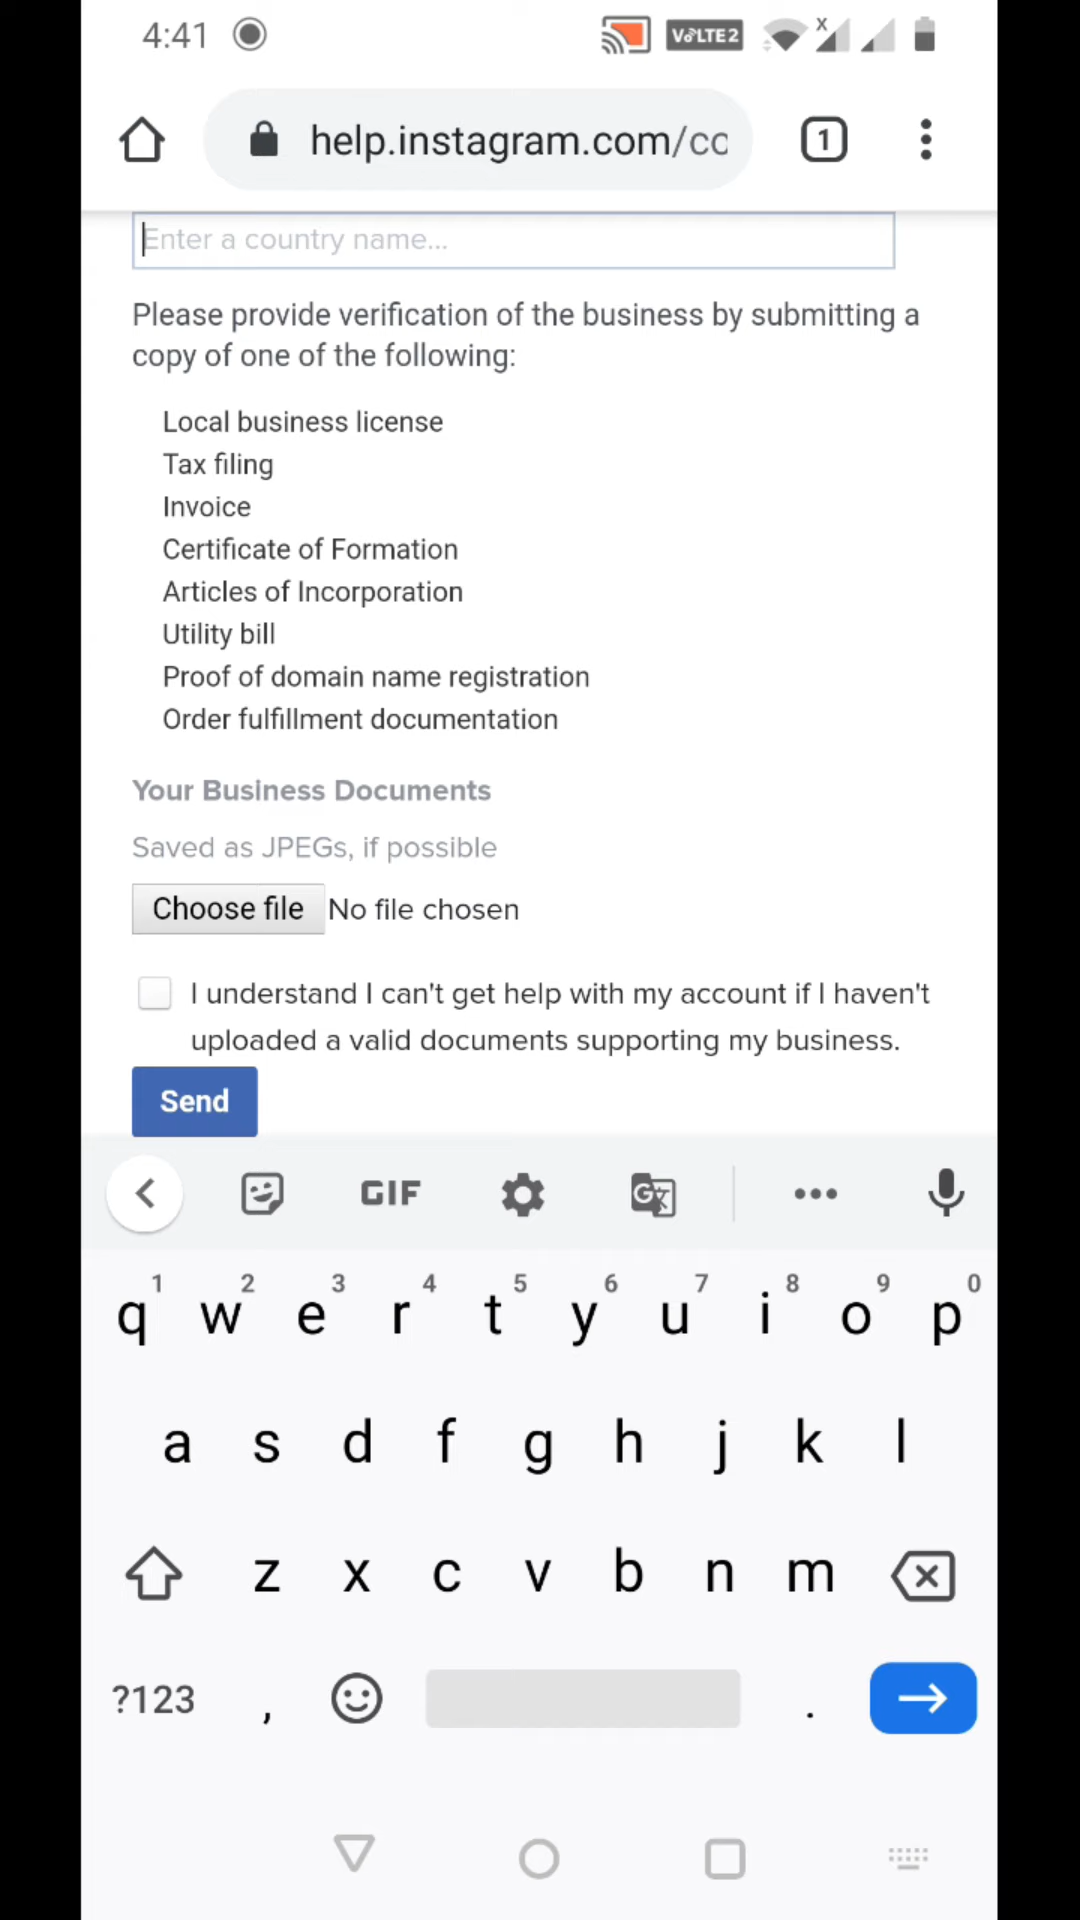 4:41
VoLTE2
x
help.instagram.com/cc
1
Enter a country name...
Please provide verification of the business by submitting a
copy of one of the following:
Local business license
Tax filing
Invoice
Certificate of Formation
Articles of Incorporation
Utility bill
Proof of domain name registration
Order fulfillment documentation
Your Business Documents
Saved as JPEGs, if possible
Choose file No file chosen
I understand I can't get help with my account if I haven't
uploaded a valid documents supporting my business.
Send
GIF
1 2 3 4 5 6 7 8 9 0
q w e r t y u i o p
a s d f g h j k l
z x c v b n m
?123 , .